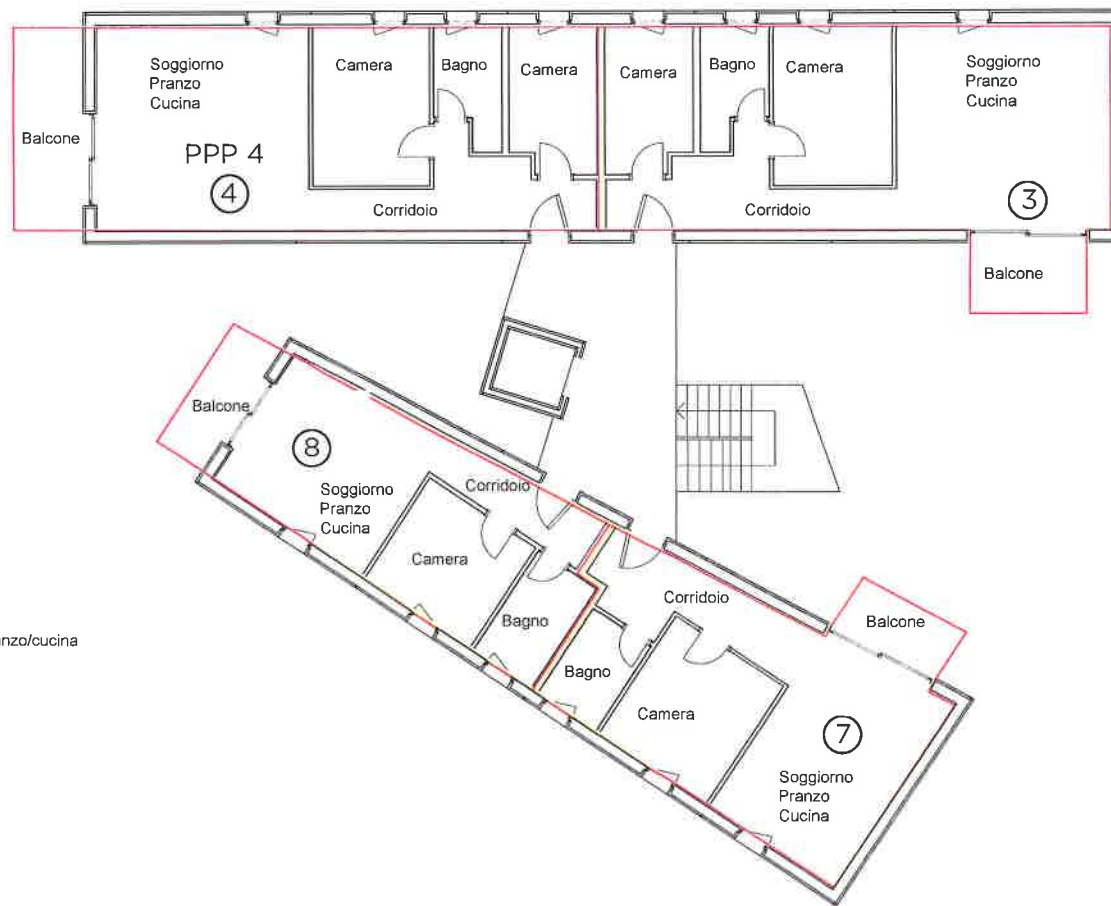 Soggiorno
Pranzo
Cucina
Camera
Bagno
Camera
Camera
Bagno
Camera
Soggiorno
Pranzo
Cucina
Balcone
PPP 4
4
Corridoio
Corridoio
3
Balcone
Balcone
8
Soggiorno
Pranzo
Cucina
Corridoio
Camera
Bagno
Corridoio
Balcone
Bagno
Camera
7
Soggiorno
Pranzo
Cucina
nzo/cucina